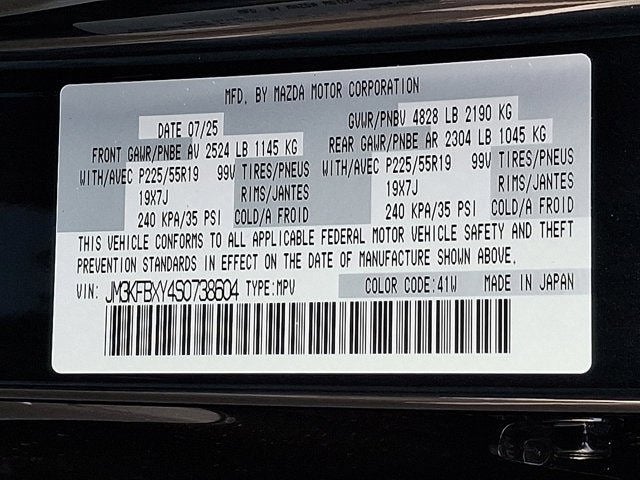 MFD. BY MAZDA MOTOR CORPORATION
DATE 07/25 GVWR/PNBV 4828 LB 2190 KG
FRONT GAWR/PNBE AV 2524 LB 1145 KG REAR GAWR/PNBE AR 2304 LB 1045 KG
WITH/AVEC P225/55R19 99V TIRES/PNEUS WITH/AVEC P225/55R19 99V TIRES/PNEUS
19X7J RIMS/JANTES 19X7J RIMS/JANTES
240 KPA/35 PSI COLD/A FROID 240 KPA/35 PSI COLD/A FROID
THIS VEHICLE CONFORMS TO ALL APPLICABLE FEDERAL MOTOR VEHICLE SAFETY AND THEFT
PREVENTION STANDARDS IN EFFECT ON THE DATE OF MANUFACTURE SHOWN ABOVE.
VIN: JM3KFBXY4S0738604 TYPE:MPV COLOR CODE:41W MADE IN JAPAN